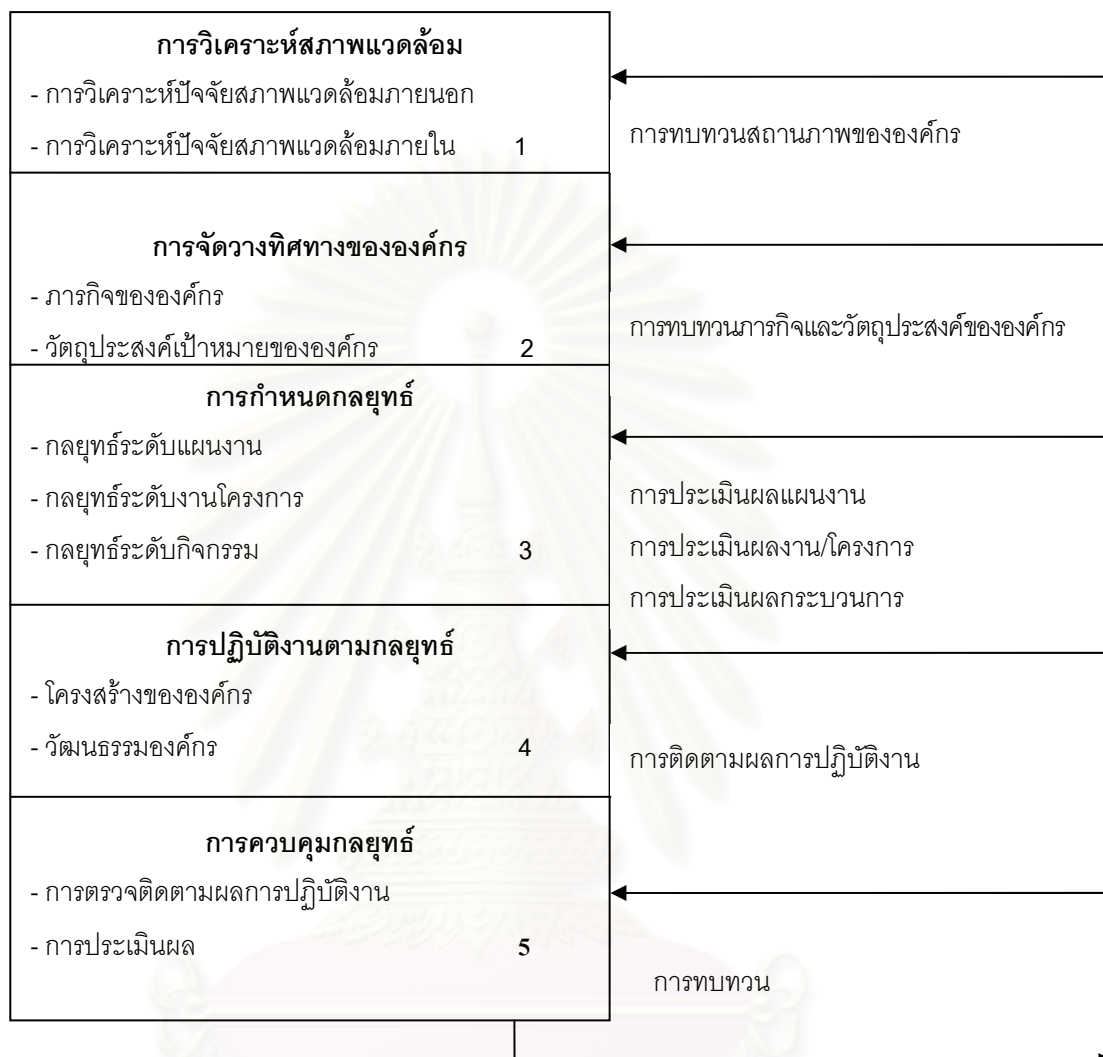 การวิเคราะห์สภาพแวดล้อม
- การวิเคราะห์ปัจจัยสภาพแวดล้อมภายนอก
- การวิเคราะห์ปัจจัยสภาพแวดล้อมภายใน 1
การทบทวนสถานภาพขององค์กร
การจัดวางทิศทางขององค์กร
- ภารกิจขององค์กร
- วัตถุประสงค์เป้าหมายขององค์กร 2
การทบทวนภารกิจและวัตถุประสงค์ขององค์กร
การกำหนดกลยุทธ์
- กลยุทธ์ระดับแผนงาน
- กลยุทธ์ระดับงานโครงการ
- กลยุทธ์ระดับกิจกรรม 3
การประเมินผลแผนงาน
การประเมินผลงาน/โครงการ
การประเมินผลกระบวนการ
การปฏิบัติงานตามกลยุทธ์
- โครงสร้างขององค์กร
- วัฒนธรรมองค์กร 4
การติดตามผลการปฏิบัติงาน
การควบคุมกลยุทธ์
- การตรวจติดตามผลการปฏิบัติงาน
- การประเมินผล 5
การทบทวน